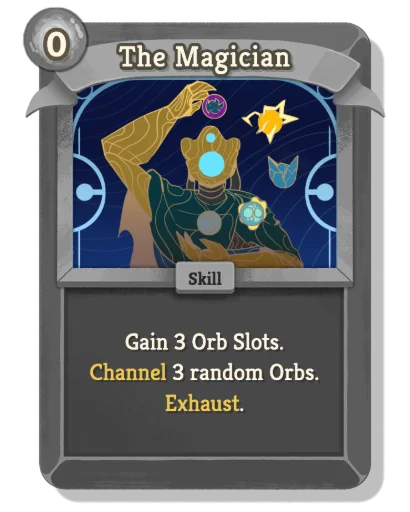 0
The Magician
Skill
Gain 3 Orb Slots.
Channel 3 random Orbs.
Exhaust.